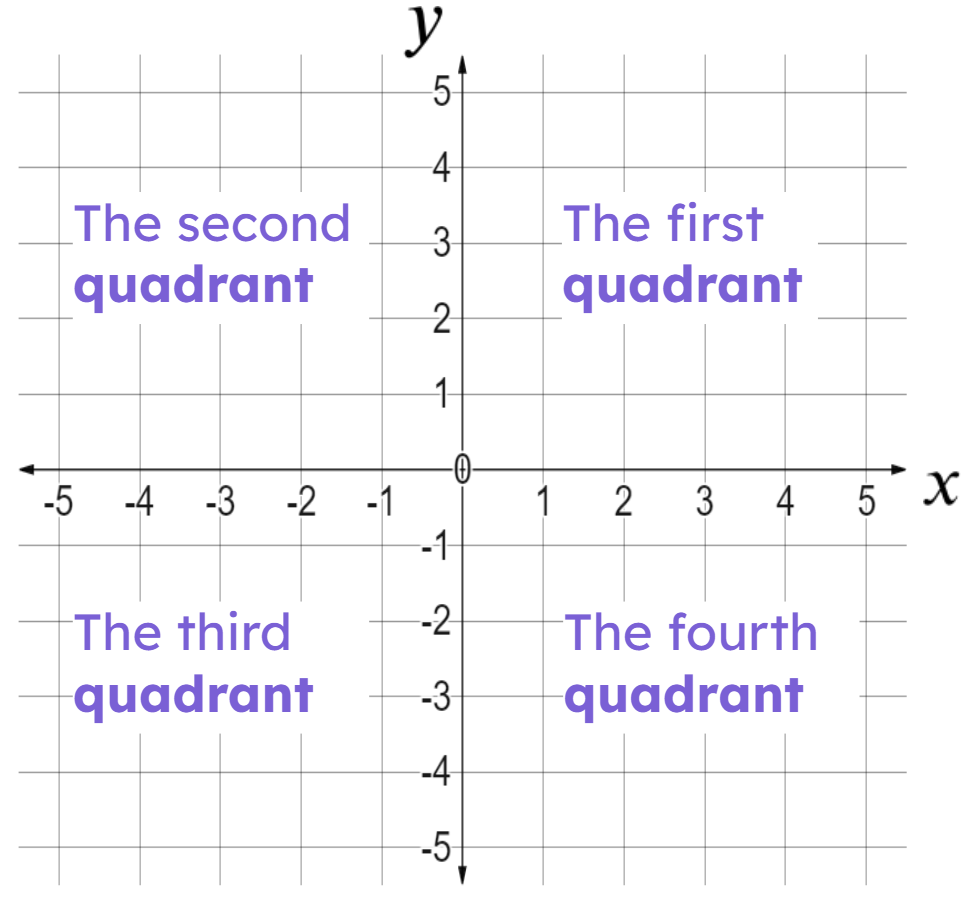 y
5
4
The second
The first
3
quadrant
quadrant
2
1
0
x
-5 -4 -3 -2 -1 1 2 3 4 5
-1
The third
The fourth
-2
quadrant
quadrant
-3
-4
-5